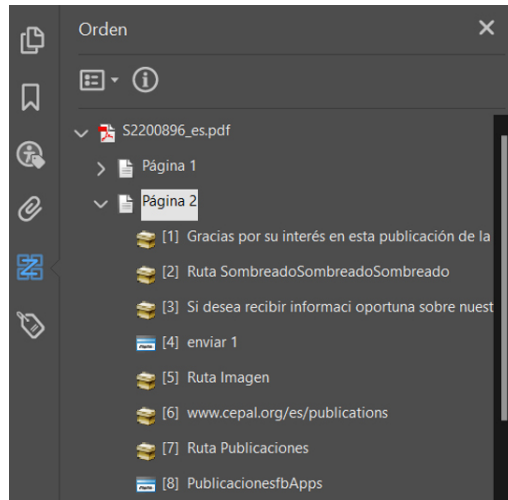 Orden
S2200896_es.pdf
Página 1
Página 2
[1] Gracias por su interés en esta publicación de la
[2] Ruta SombreadoSombreadoSombreado
[3] Si desea recibir informaci oportuna sobre nuest
[4] enviar 1
[5] Ruta Imagen
[6] www.cepal.org/es/publications
[7] Ruta Publicaciones
[8] PublicacionesfbApps